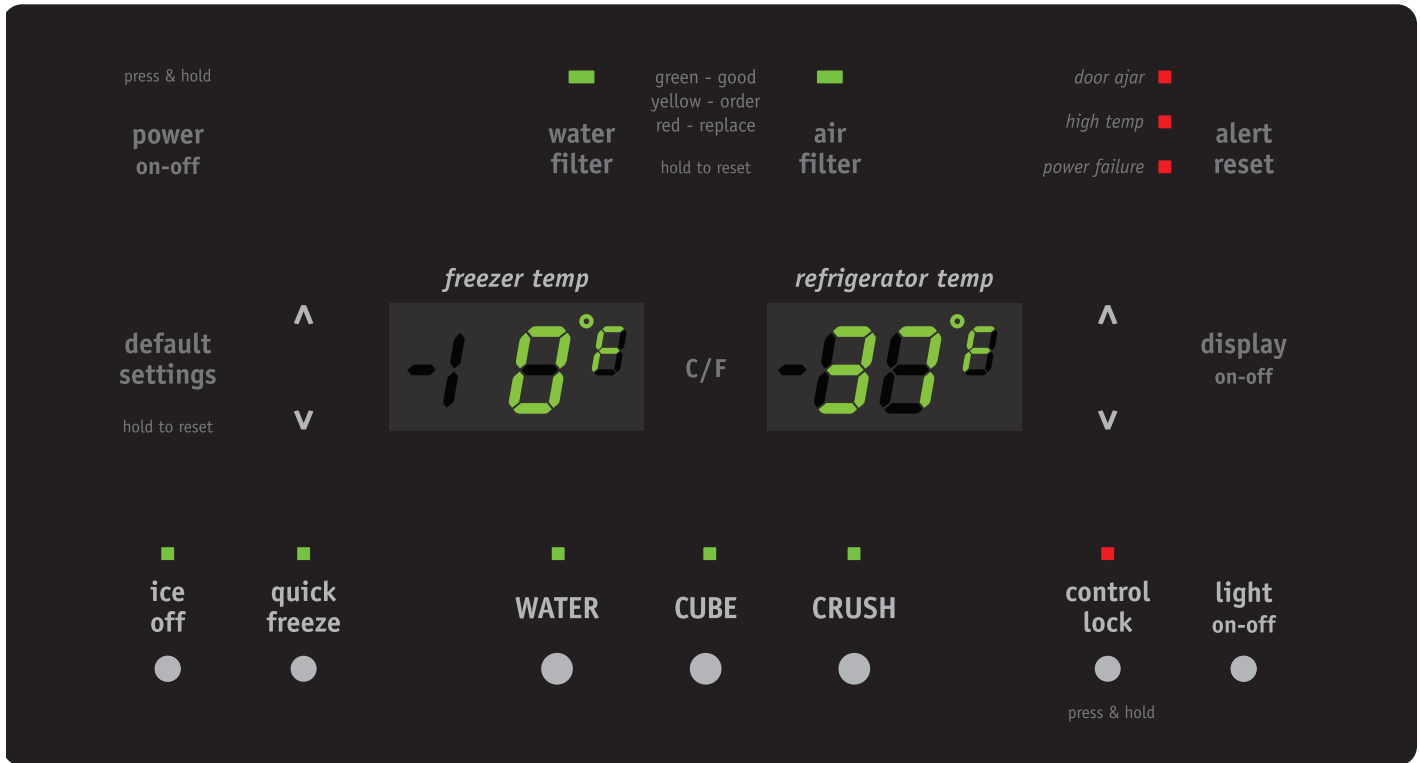 press & hold
power
on-off
water
filter
green - good
yellow - order
red - replace
hold to reset
air
filter
door ajar
high temp
power failure
alert
reset
default
settings
hold to reset
^
v
freezer temp
0°F
C/F
refrigerator temp
37°F
^
v
display
on-off
ice
off
quick
freeze
WATER
CUBE
CRUSH
control
lock
press & hold
light
on-off